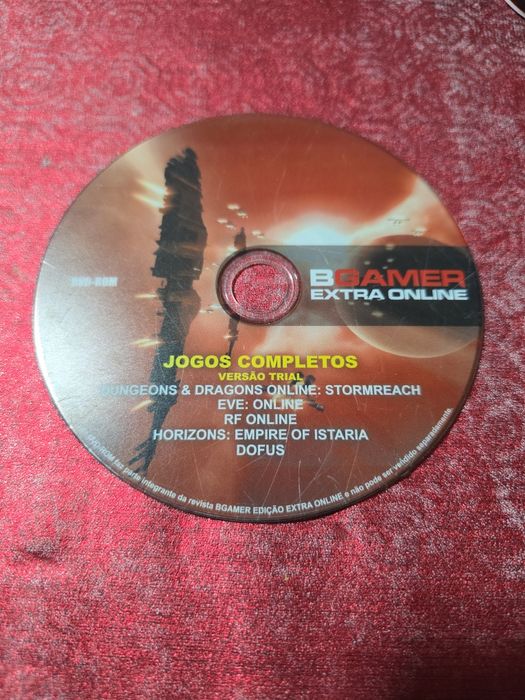 BGAMER
EXTRA ONLINE
DVD-ROM
JOGOS COMPLETOS
VERSÃO TRIAL
DUNGEONS & DRAGONS ONLINE: STORMREACH
EVE: ONLINE
RF ONLINE
HORIZONS: EMPIRE OF ISTARIA
DOFUS
faz parte integrante da revista BGAMER EDIÇÃO EXTRA ONLINE e não pode ser vendido separadamente.